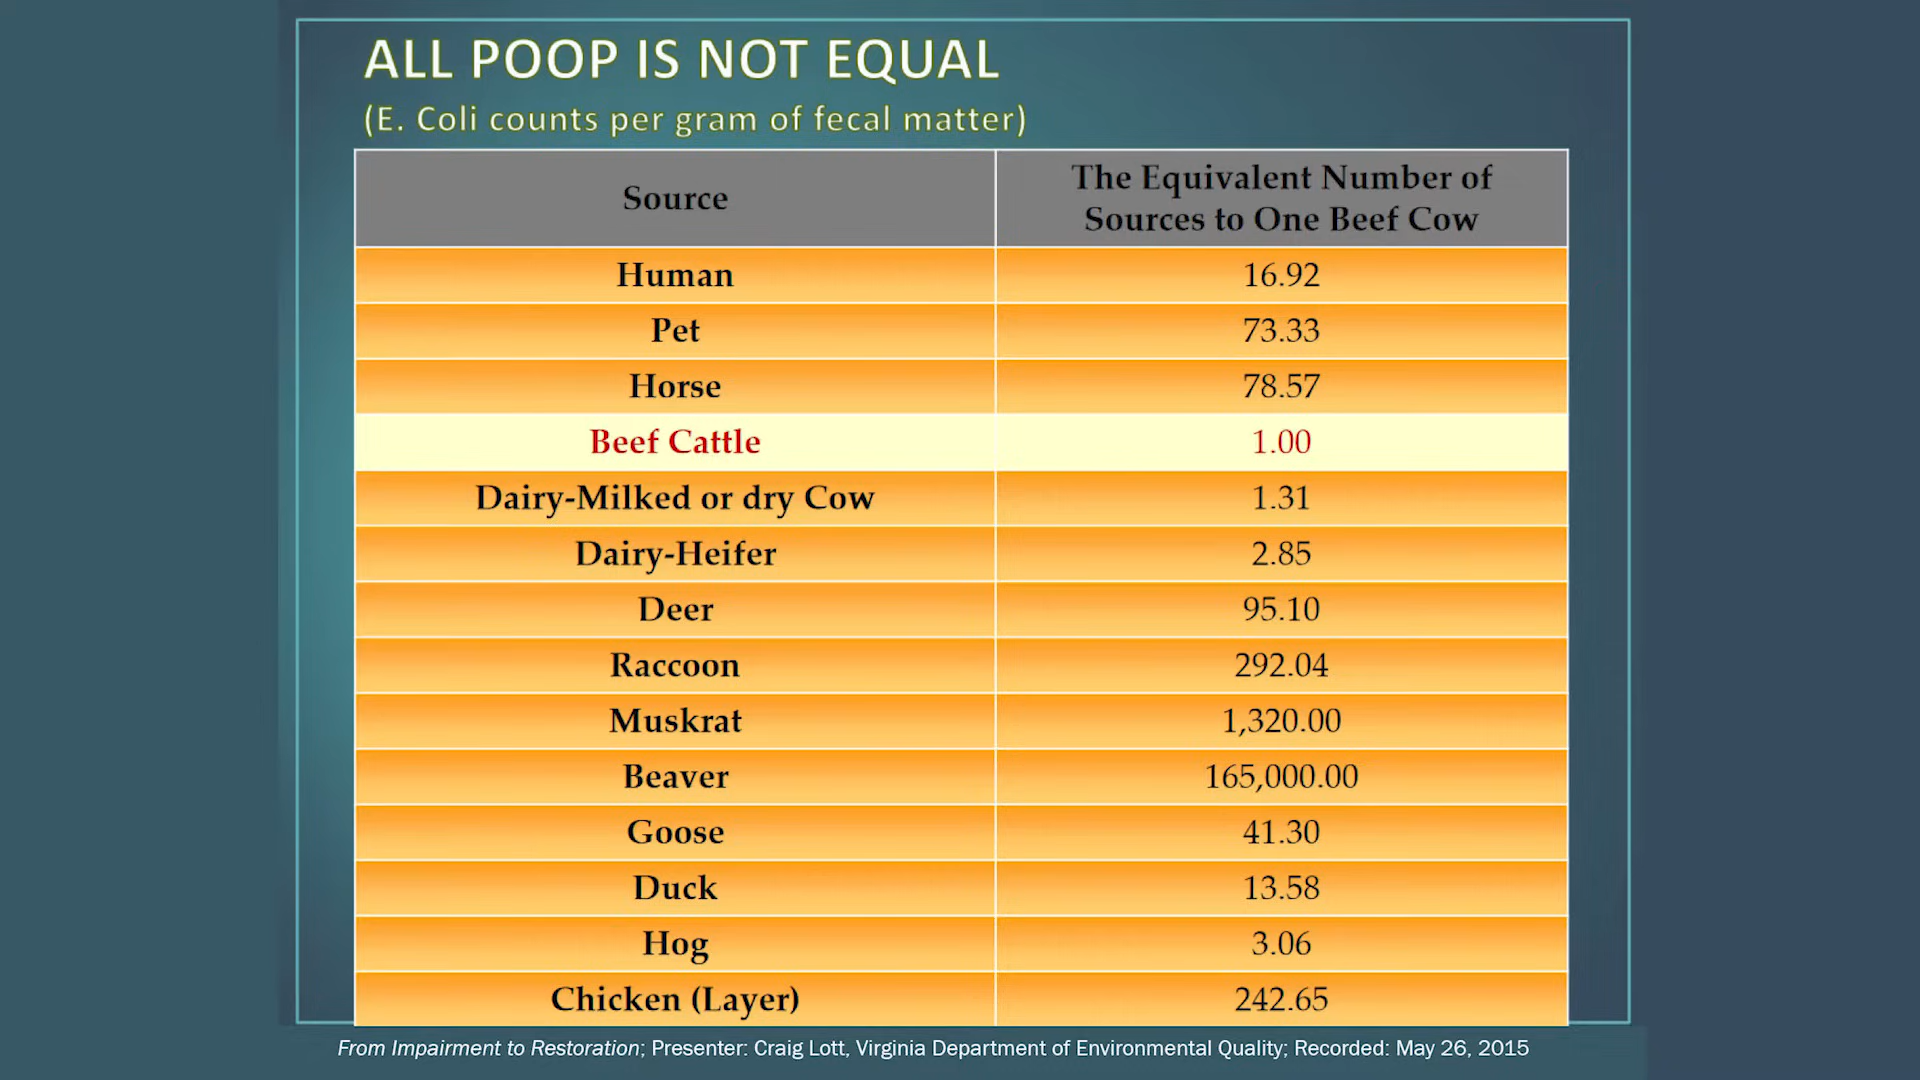 ALL POOP IS NOT EQUAL
(E. Coli counts per gram of fecal matter)
Source
The Equivalent Number of
Sources to One Beef Cow
Human 16.92
Pet 73.33
Horse 78.57
Beef Cattle 1.00
Dairy-Milked or dry Cow 1.31
Dairy-Heifer 2.85
Deer 95.10
Raccoon 292.04
Muskrat 1,320.00
Beaver 165,000.00
Goose 41.30
Duck 13.58
Hog 3.06
Chicken (Layer) 242.65
From Impairment to Restoration; Presenter: Craig Lott, Virginia Department of Environmental Quality; Recorded: May 26, 2015